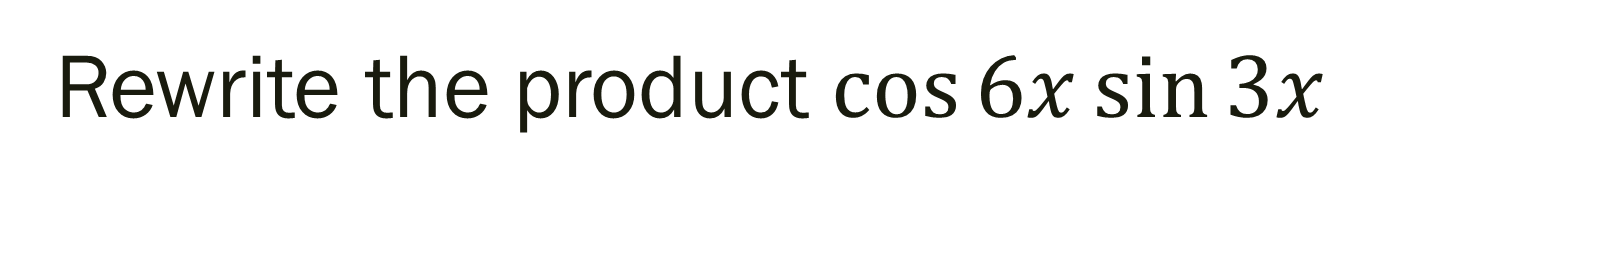 Rewrite the product cos 6x sin 3x